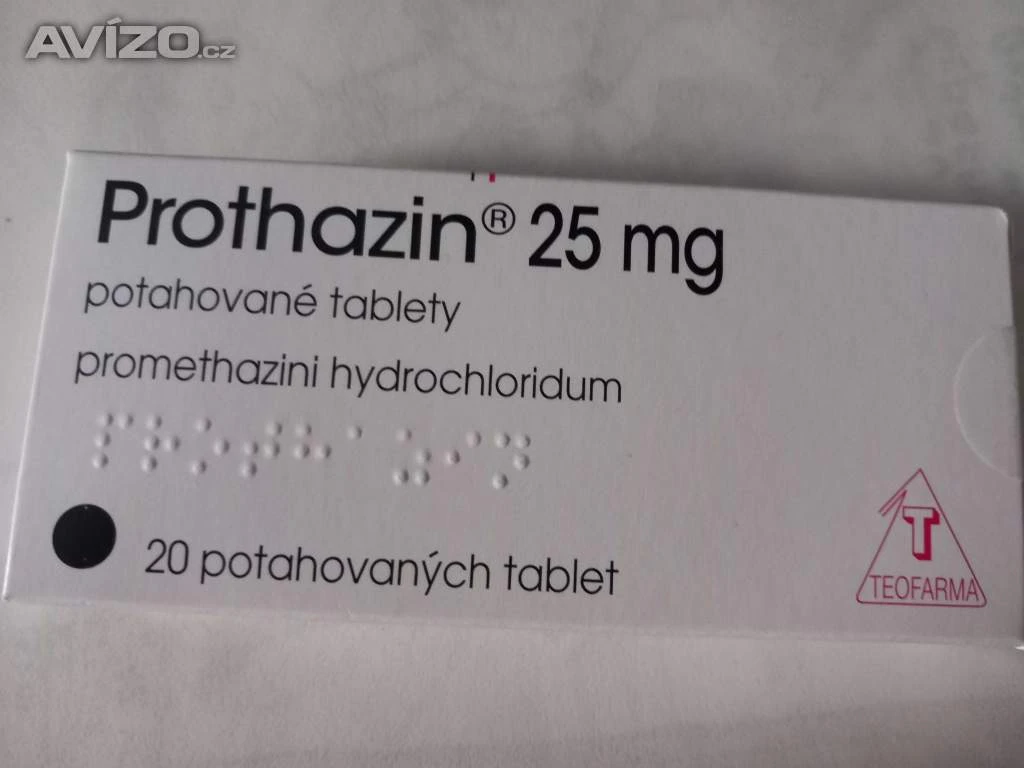 AVÍZO.cz
Prothazin® 25 mg
potahované tablety
promethazini hydrochloridum
20 potahovaných tablet
T
TEOFARMA